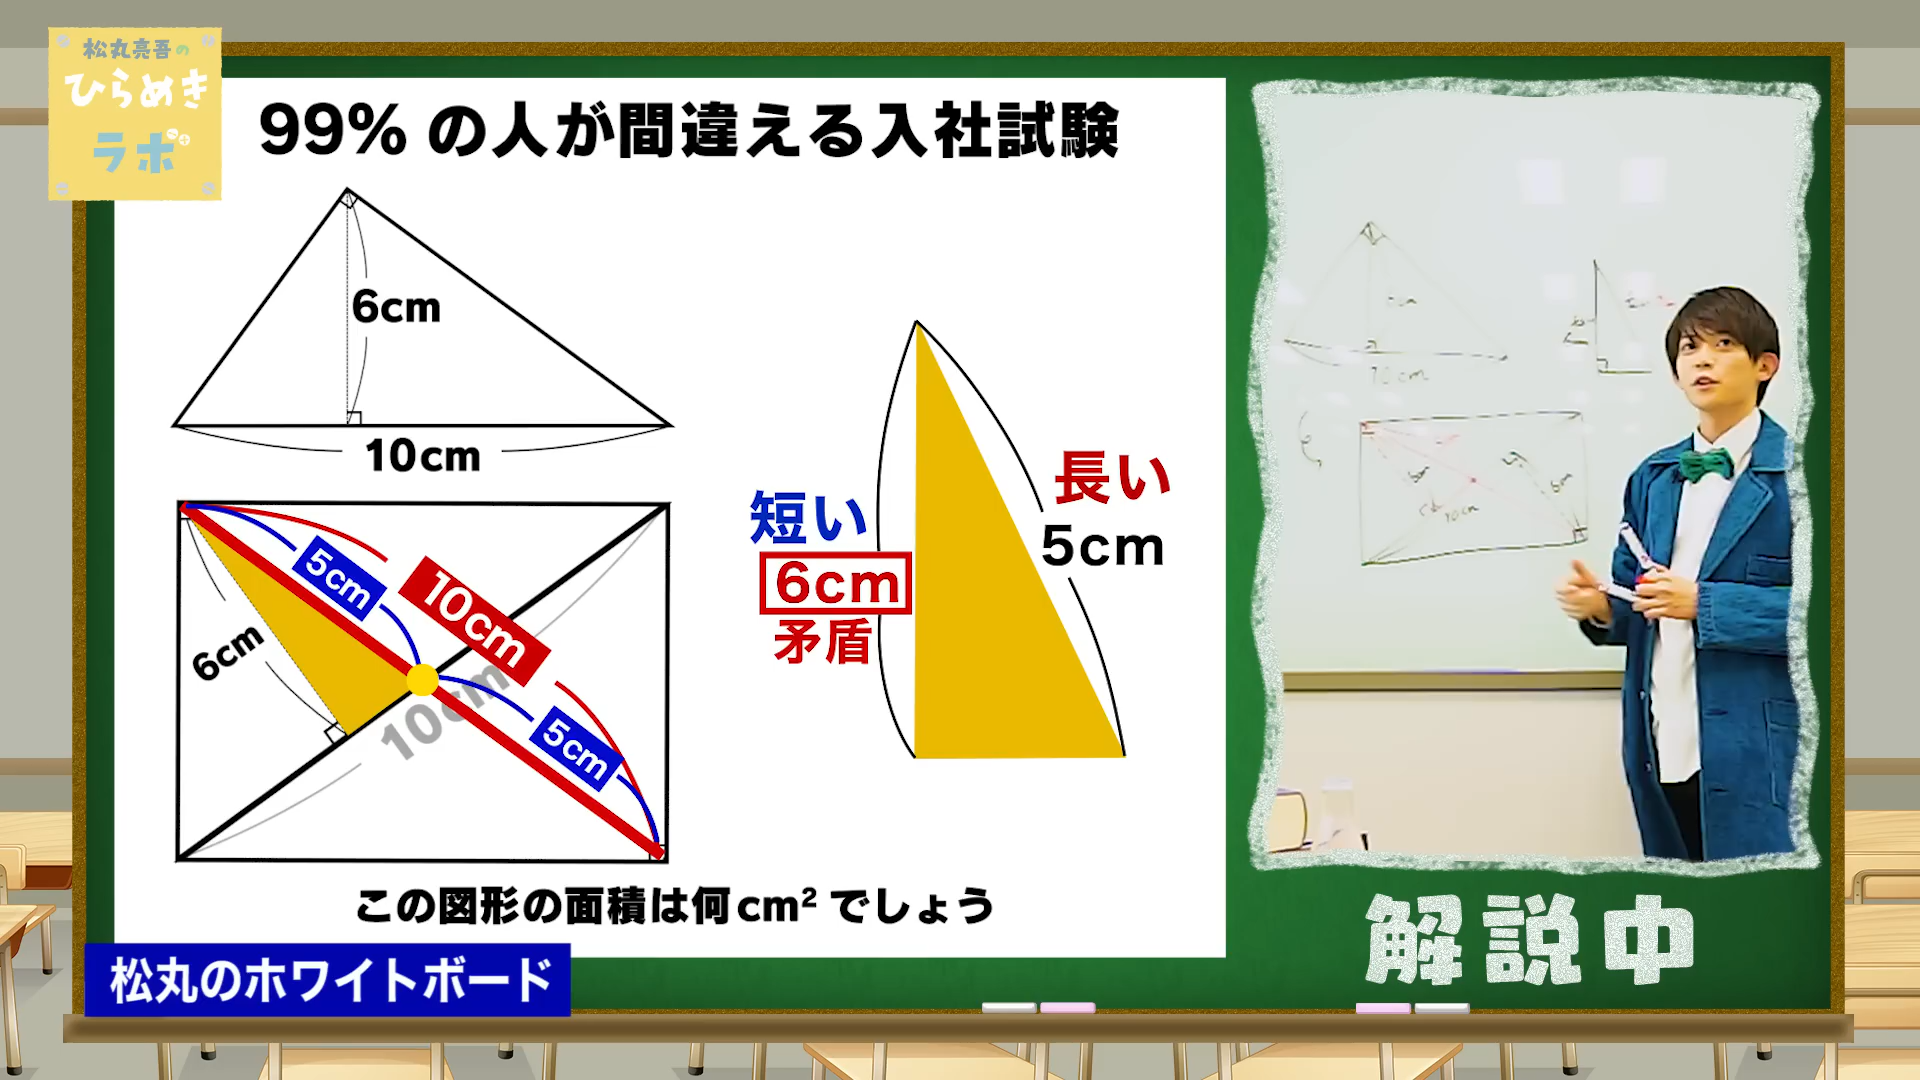 松丸亮吾の
ひらめき
ラボ
99% の人が間違える入社試験
6cm
10cm
5cm
10cm
6cm
10cm
5cm
短い
6cm
矛盾
長い
5cm
この図形の面積は何cm²でしょう
松丸のホワイトボード
10cm
解説中